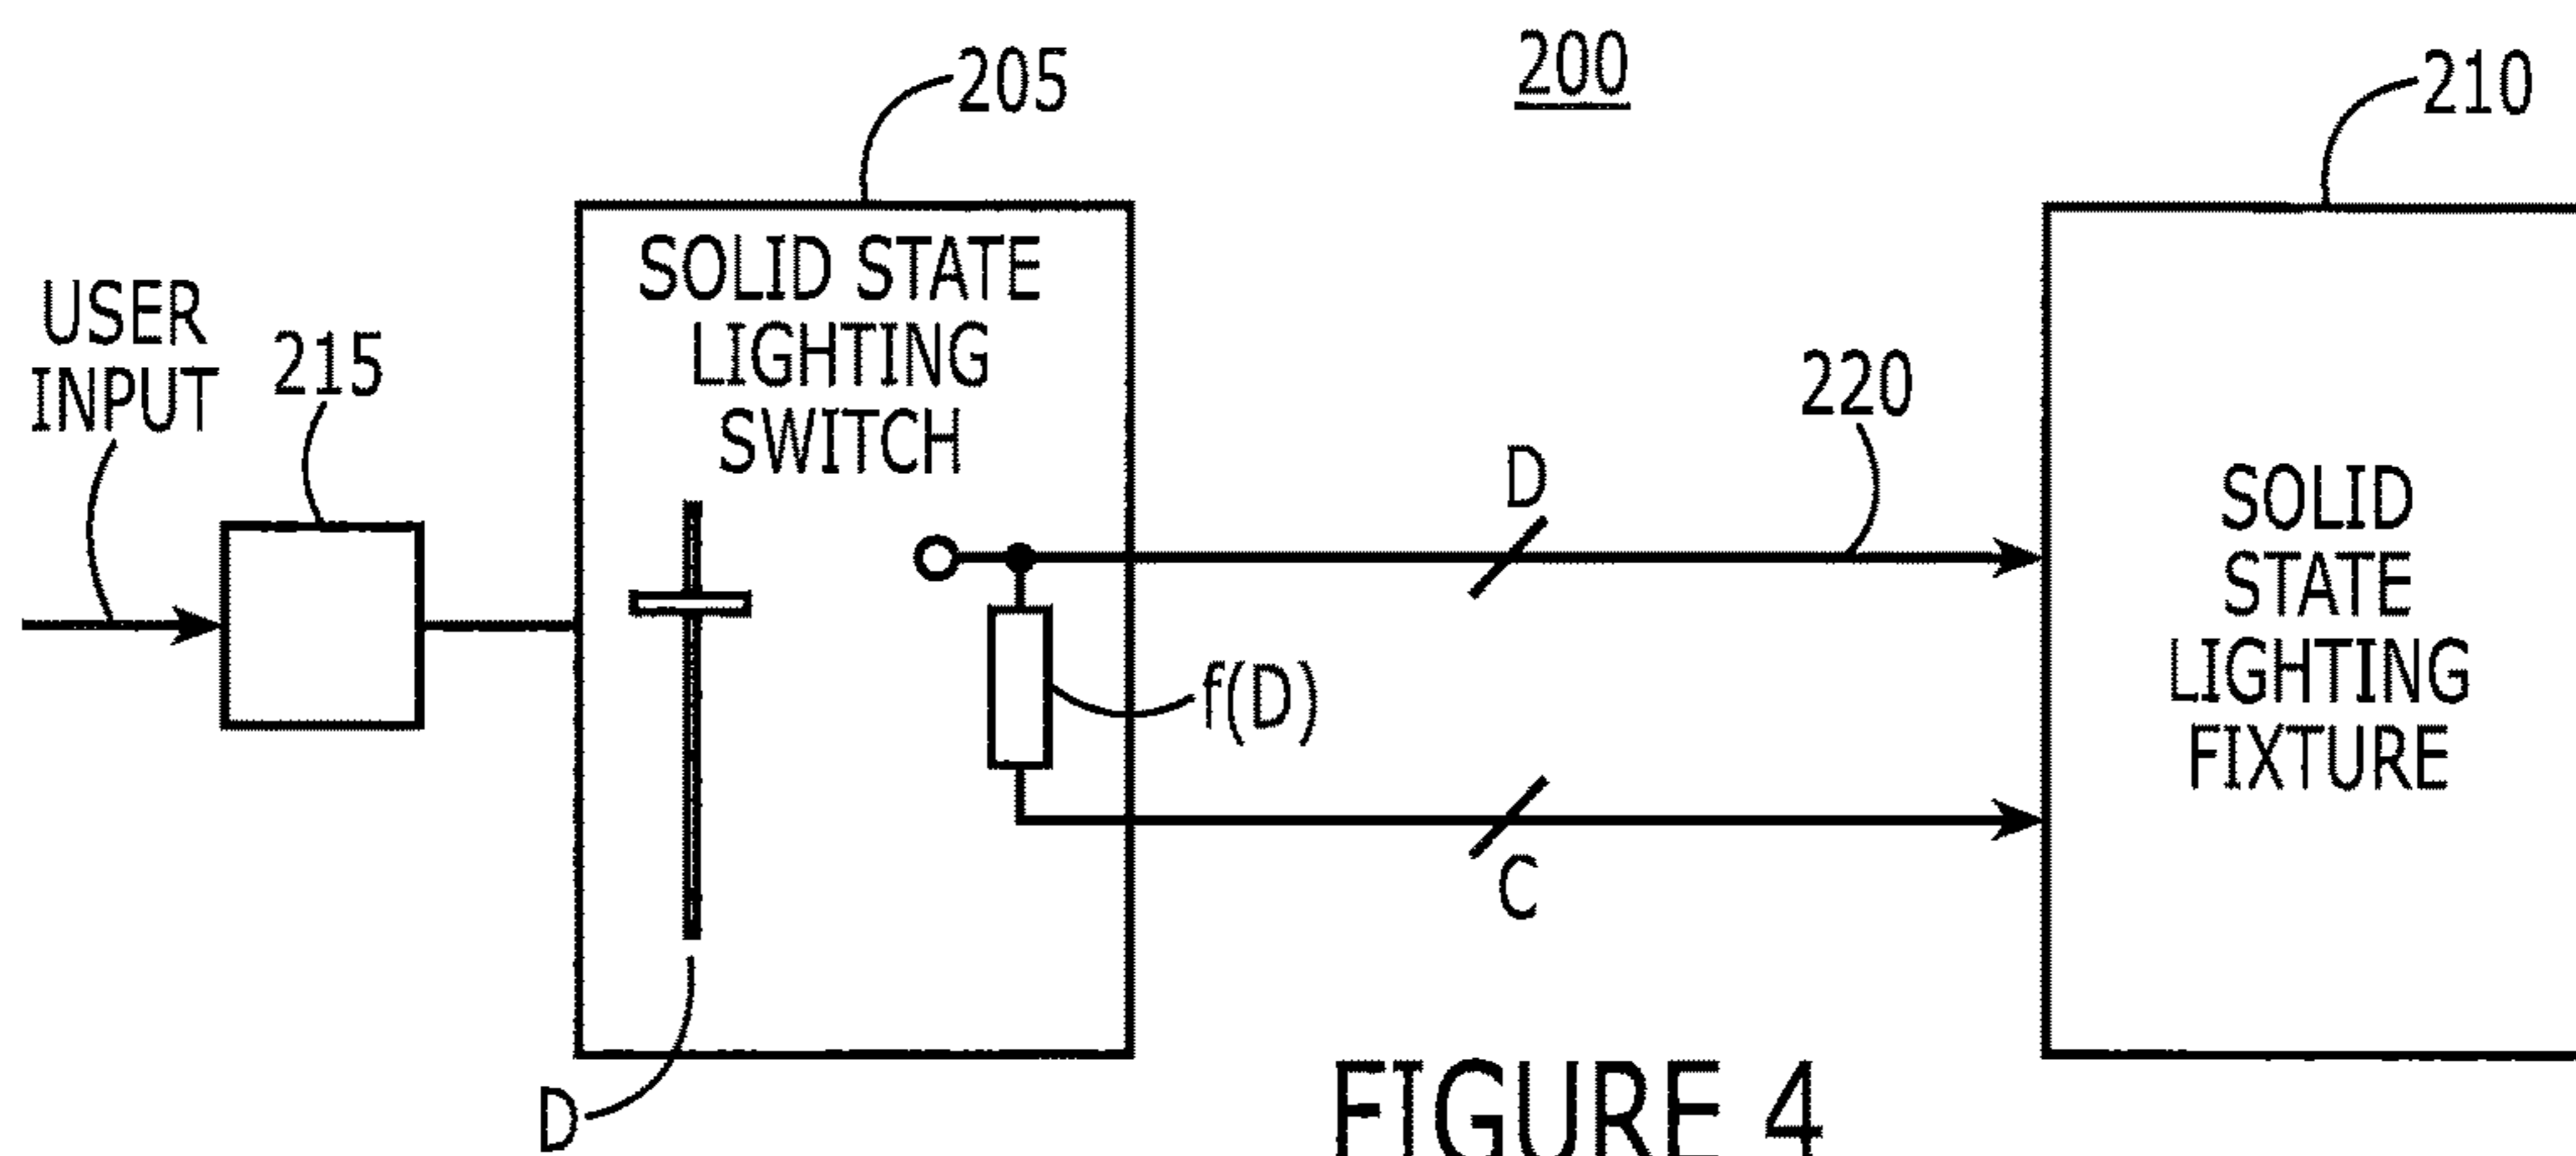 200
205
210
USER
INPUT
215
SOLID STATE
LIGHTING
SWITCH
D
220
f(D)
C
SOLID
STATE
LIGHTING
FIXTURE
D
FIGURE 4